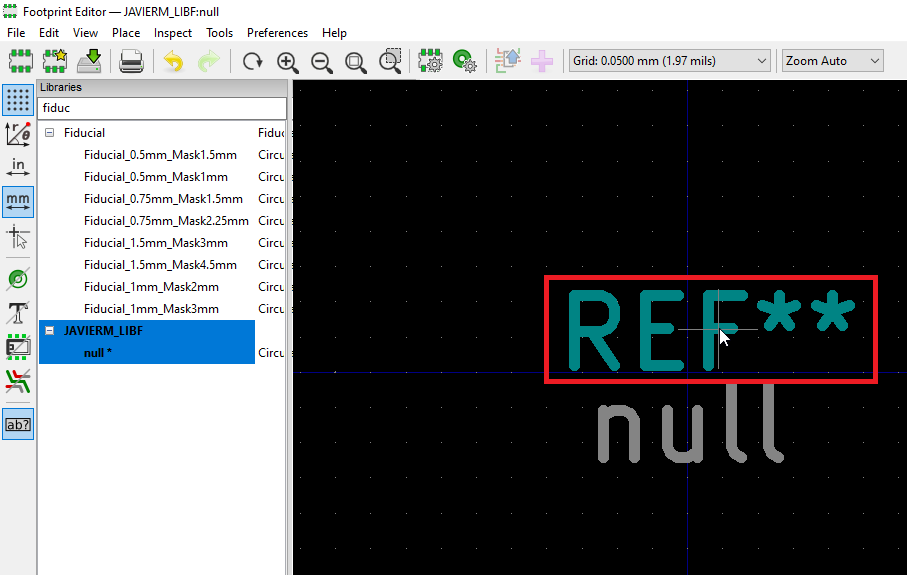 Footprint Editor — JAVIERM_LIBF:null
File Edit View Place Inspect Tools Preferences Help
Grid: 0.0500 mm (1.97 mils) Zoom Auto
Libraries
fiduc
Fiducial Fiduc
Fiducial_0.5mm_Mask1.5mm Circu
Fiducial_0.5mm_Mask1mm Circu
Fiducial_0.75mm_Mask1.5mm Circu
Fiducial_0.75mm_Mask2.25mm Circu
Fiducial_1.5mm_Mask3mm Circu
Fiducial_1.5mm_Mask4.5mm Circu
Fiducial_1mm_Mask2mm Circu
Fiducial_1mm_Mask3mm Circu
JAVIERM_LIBF
null * Circu
r θ
in
mm
T
ab?
REF**
null